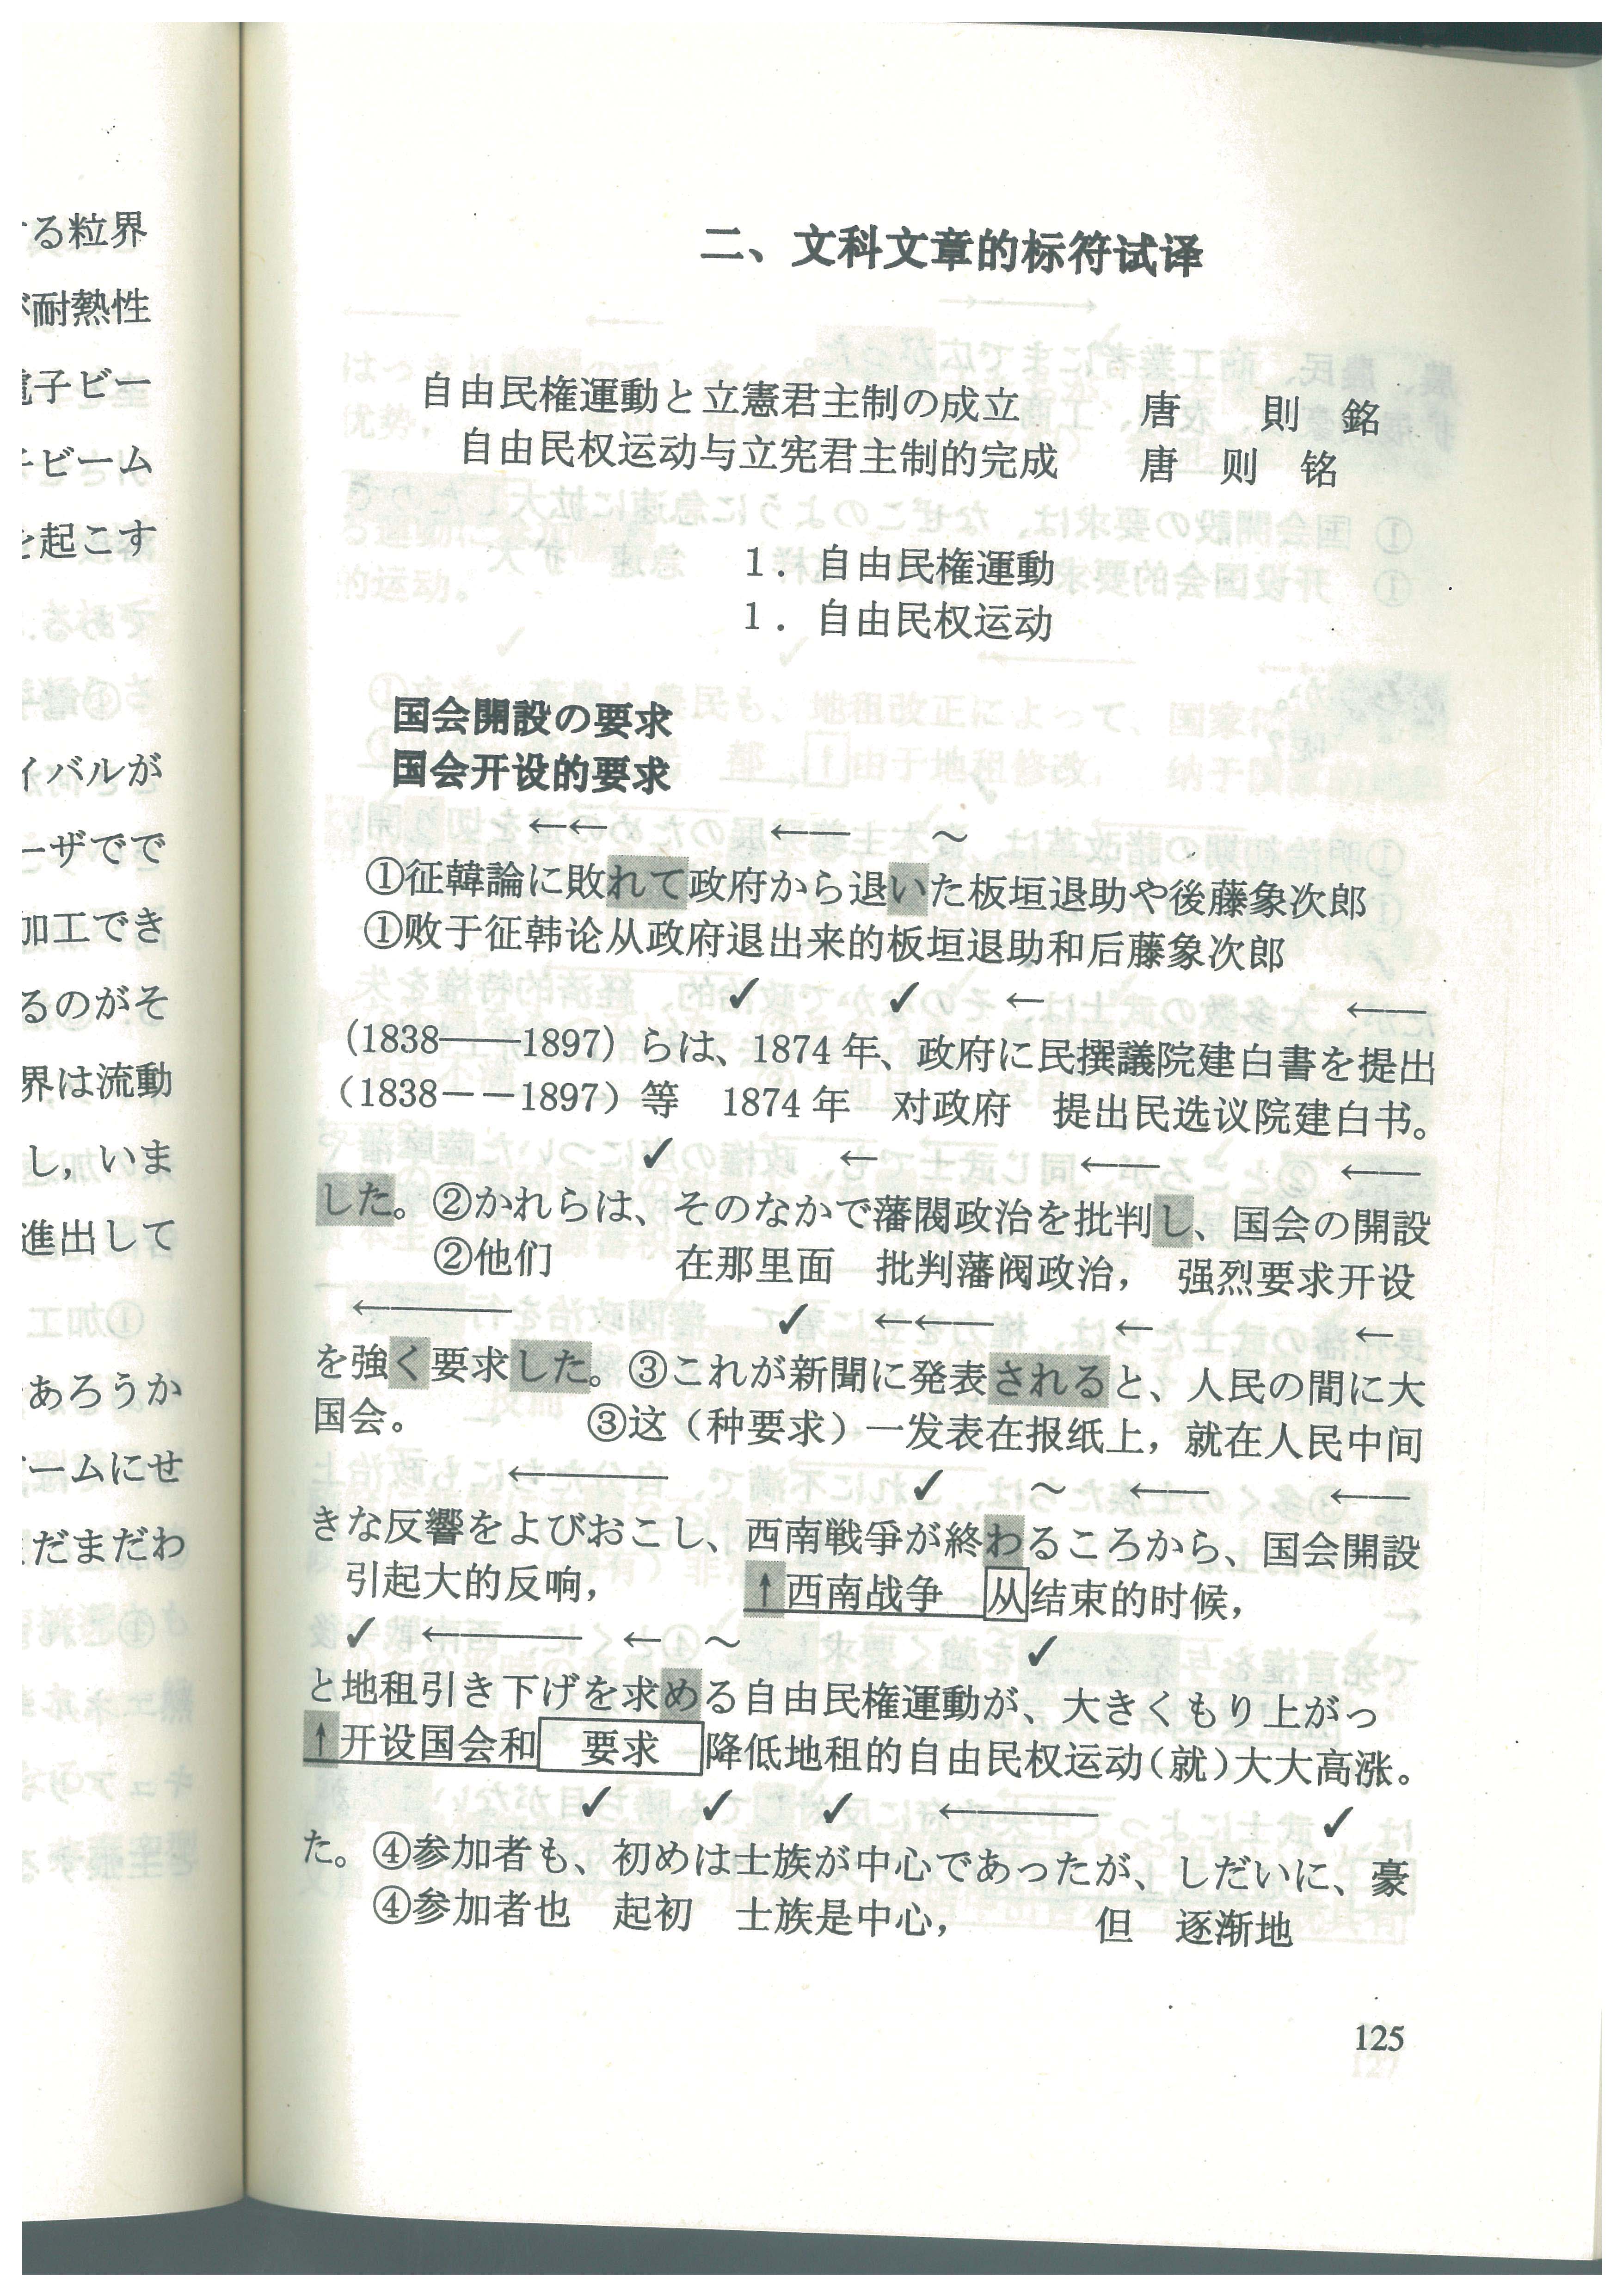 する粒界
が耐熱性
電子ビー
子ビーム
を起こす
イバルが
ーザでで
加工でき
るのがそ
界は流動
し,いま
進出して
あろうか
ームにせ
だまだわ
二、文科文章的标符试译
自由民権運動と立憲君主制の成立 唐 則 銘
自由民权运动与立宪君主制的完成 唐 则 铭
1. 自由民権運動
1. 自由民权运动
国会開設の要求
国会开设的要求
←← ←— ～
①征韓論に敗れて政府から退いた板垣退助や後藤象次郎
①败于征韩论从政府退出来的板垣退助和后藤象次郎
✓ ✓ ← ←—
(1838——1897) らは、1874年、政府に民撰議院建白書を提出
(1838——1897) 等 1874年 对政府 提出民选议院建白书。
✓ ← ←— ←—
した。②かれらは、そのなかで藩閥政治を批判し、国会の開設
②他们 在那里面 批判藩阀政治， 强烈要求开设
←—— ✓ ←←— ← ←
を強く要求した。③これが新聞に発表されると、人民の間に大
国会。 ③这（种要求）一发表在报纸上，就在人民中间
←—— ✓ ～ ←— ←—
きな反響をよびおこし、西南戦争が終わるころから、国会開設
引起大的反响， ↑西南战争 从结束的时候，
✓ ←—— ← ～ ✓
と地租引き下げを求める自由民権運動が、大きくもり上がっ
↑开设国会和 要求 降低地租的自由民权运动（就）大大高涨。
✓ ✓ ✓ ←—— ✓
た。④参加者も、初めは士族が中心であったが、しだいに、豪
④参加者也 起初 士族是中心， 但 逐渐地
125